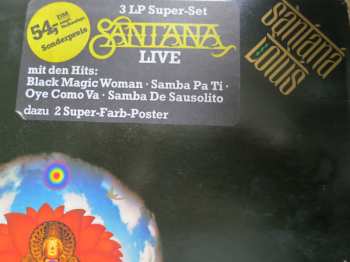 3 LP Super-Set
54,- DM
Sonderpreis
SANTANA
LIVE
mit den Hits:
Black Magic Woman · Samba Pa Ti ·
Oye Como Va · Samba De Sausolito
dazu 2 Super-Farb-Poster
santana
Lotus